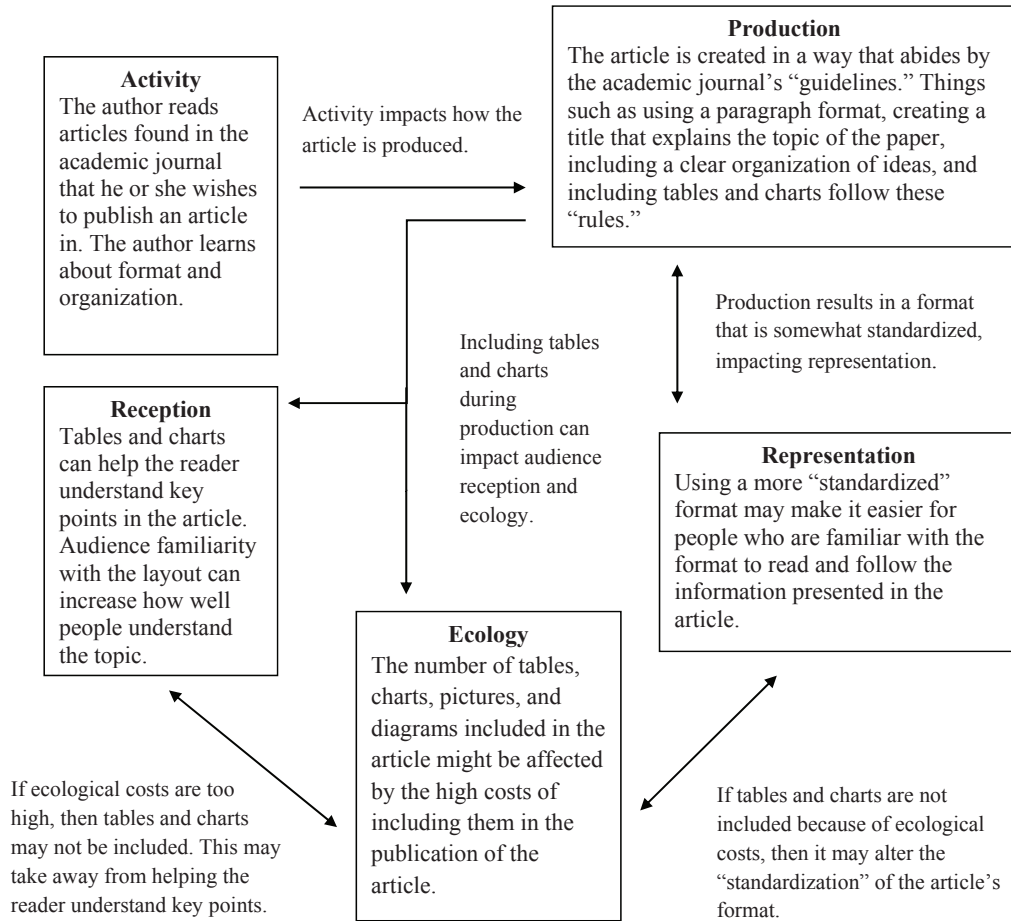 Activity
The author reads
articles found in the
academic journal
that he or she wishes
to publish an article
in. The author learns
about format and
organization.
Activity impacts how the
article is produced.
Production
The article is created in a way that abides by
the academic journal’s “guidelines.” Things
such as using a paragraph format, creating a
title that explains the topic of the paper,
including a clear organization of ideas, and
including tables and charts follow these
“rules.”
Production results in a format
that is somewhat standardized,
impacting representation.
Including tables
and charts
during
production can
impact audience
reception and
ecology.
Reception
Tables and charts
can help the reader
understand key
points in the article.
Audience familiarity
with the layout can
increase how well
people understand
the topic.
Representation
Using a more “standardized”
format may make it easier for
people who are familiar with the
format to read and follow the
information presented in the
article.
Ecology
The number of tables,
charts, pictures, and
diagrams included in the
article might be affected
by the high costs of
including them in the
publication of the
article.
If ecological costs are too
high, then tables and charts
may not be included. This may
take away from helping the
reader understand key points.
If tables and charts are not
included because of ecological
costs, then it may alter the
“standardization” of the article’s
format.